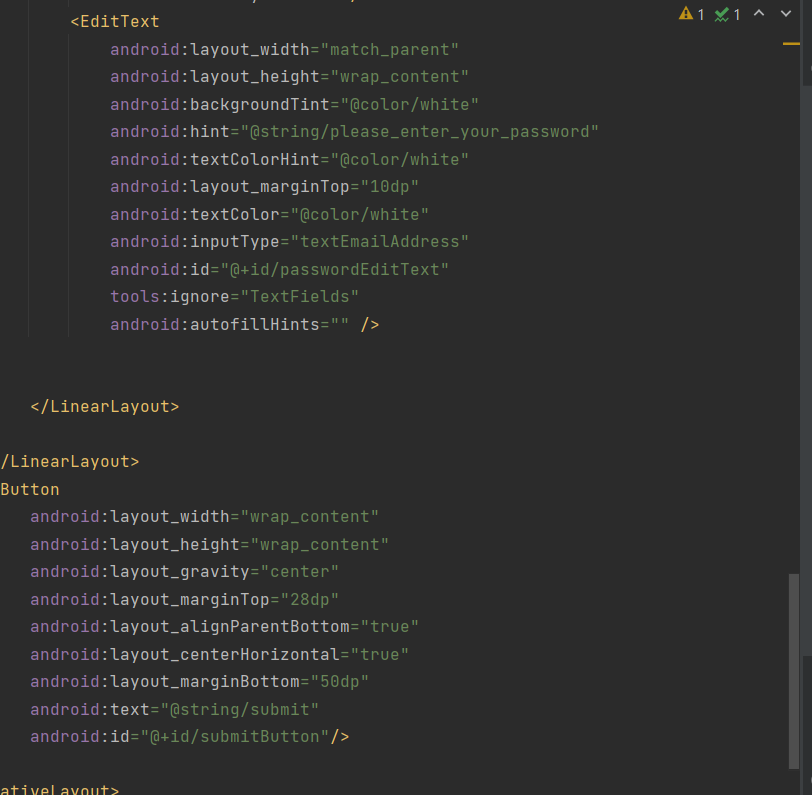 <EditText
1 1
android:layout_width="match_parent"
android:layout_height="wrap_content"
android:backgroundTint="@color/white"
android:hint="@string/please_enter_your_password"
android:textColorHint="@color/white"
android:layout_marginTop="10dp"
android:textColor="@color/white"
android:inputType="textEmailAddress"
android:id="@+id/passwordEditText"
tools:ignore="TextFields"
android:autofillHints="" />
</LinearLayout>
/LinearLayout>
Button
android:layout_width="wrap_content"
android:layout_height="wrap_content"
android:layout_gravity="center"
android:layout_marginTop="28dp"
android:layout_alignParentBottom="true"
android:layout_centerHorizontal="true"
android:layout_marginBottom="50dp"
android:text="@string/submit"
android:id="@+id/submitButton"/>
ativeLayout>